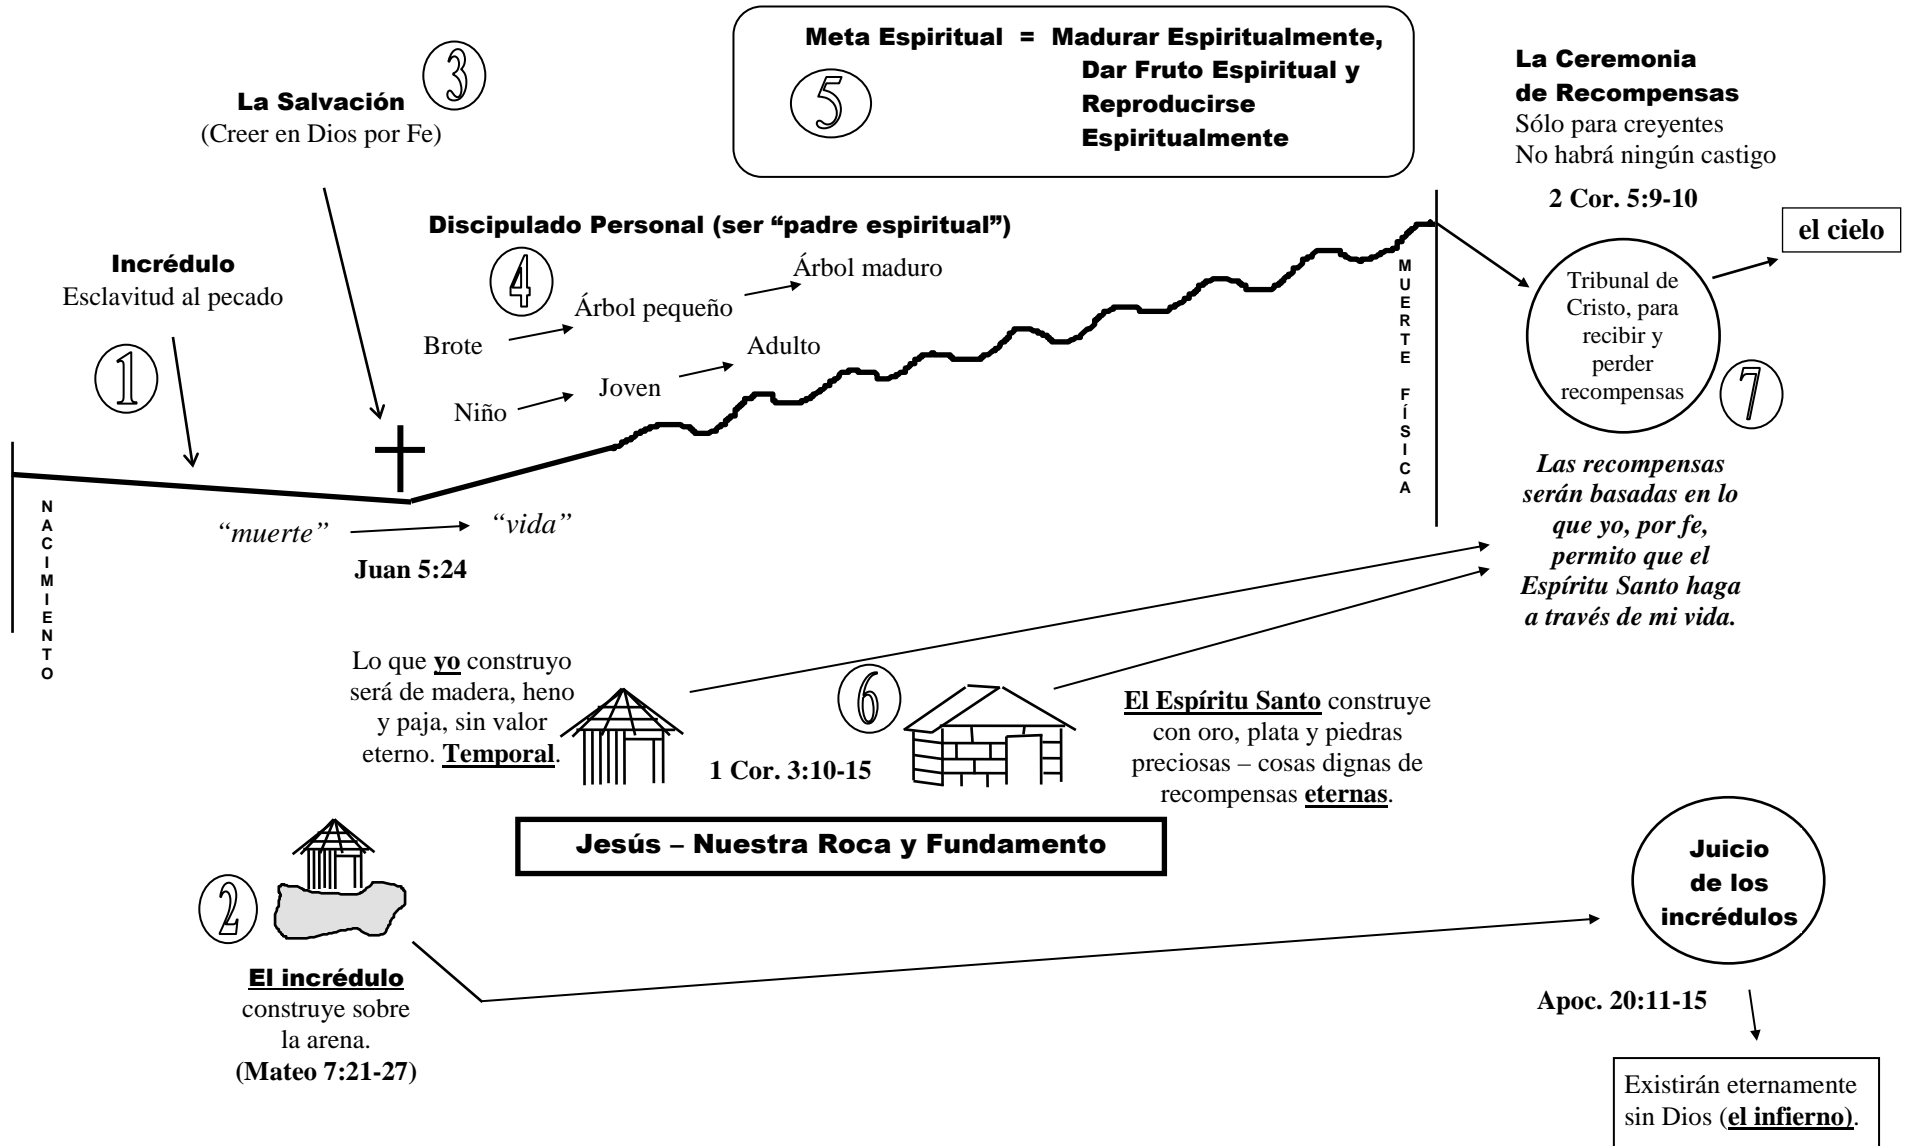 Meta Espiritual = Madurar Espiritualmente,
Dar Fruto Espiritual y
Reproducirse
Espiritualmente
5
3
La Salvación
(Creer en Dios por Fe)
La Ceremonia
de Recompensas
Sólo para creyentes
No habrá ningún castigo
2 Cor. 5:9-10
el cielo
Discipulado Personal (ser “padre espiritual”)
4
Árbol maduro
Árbol pequeño
Brote
Adulto
Joven
Niño
Incrédulo
Esclavitud al pecado
1
MUERTE FÍSICA
Tribunal de
Cristo, para
recibir y
perder
recompensas
7
Las recompensas
serán basadas en lo
que yo, por fe,
permito que el
Espíritu Santo haga
a través de mi vida.
NACIMIENTO
“muerte”
“vida”
Juan 5:24
Lo que yo construyo
será de madera, heno
y paja, sin valor
eterno. Temporal.
6
1 Cor. 3:10-15
El Espíritu Santo construye
con oro, plata y piedras
preciosas – cosas dignas de
recompensas eternas.
Jesús – Nuestra Roca y Fundamento
2
El incrédulo
construye sobre
la arena.
(Mateo 7:21-27)
Juicio
de los
incrédulos
Apoc. 20:11-15
Existirán eternamente
sin Dios (el infierno).